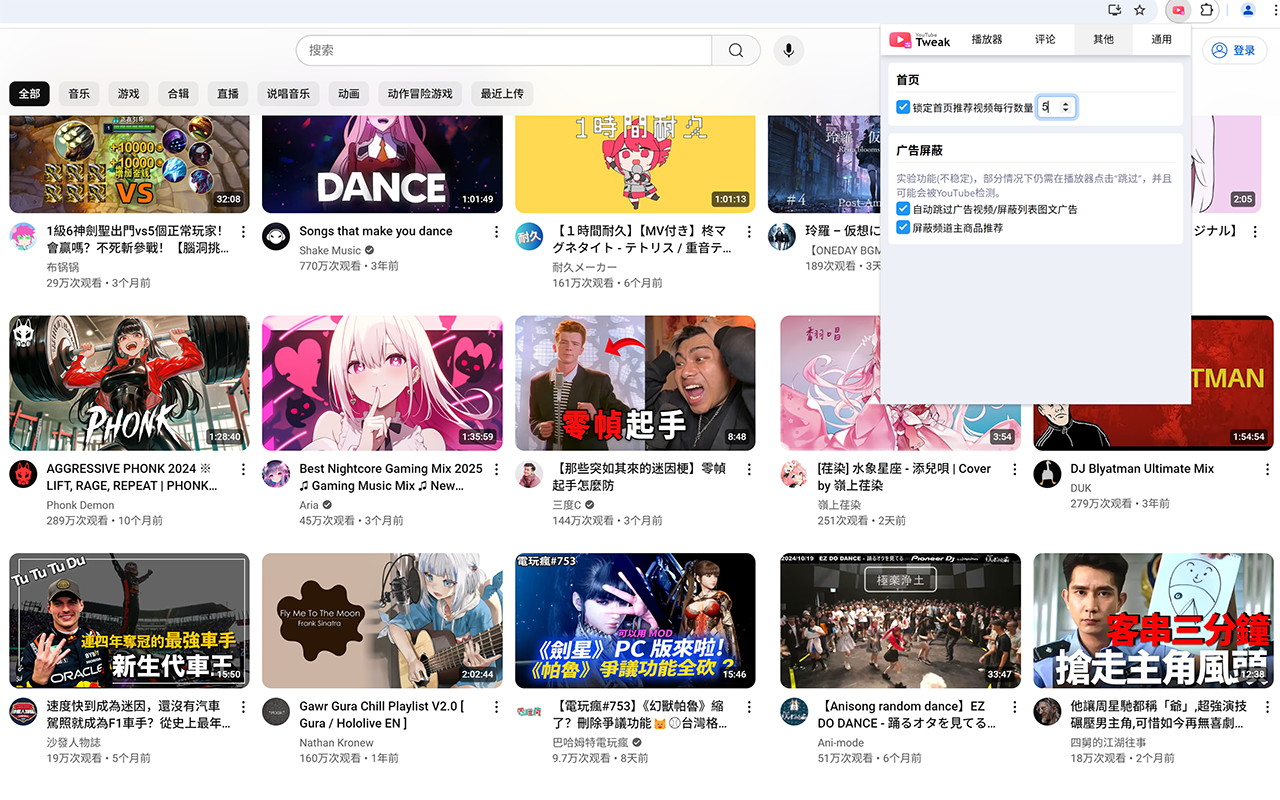 YouTube
Tweak
播放器
评论
其他
通用
搜索
登录
首页
锁定首页推荐视频每行数量 5
广告屏蔽
实验功能(不稳定)，部分情况下仍需在播放器点击“跳过”，并且
可能会被YouTube检测。
自动跳过广告视频/屏蔽列表图文广告
屏蔽频道主商品推荐
全部
音乐
游戏
合辑
直播
说唱音乐
动画
动作冒险游戏
最近上传
+10000
+10000
VS
32:08
DANCE
1:01:49
1時間耐久
1:01:13
玲羅
#4
Post-Am
2:05
1级6神劍聖出門vs5個正常玩家！
會贏嗎？不死斬參戰！【腦洞挑...
布锅锅
29万次观看 • 3个月前
Songs that make you dance
Shake Music
770万次观看 • 3年前
耐久
【１時間耐久】【MV付き】柊マ
グネタイト - テトリス / 重音テ...
耐久メーカー
161万次观看 • 6个月前
玲羅 – 仮想に
【ONEDAY BGM
189次观看 • 3天
ジナル】
PHONK
1:28:40
1:35:59
零幀起手
8:48
3:54
TMAN
1:54:54
AGGRESSIVE PHONK 2024 ※
LIFT, RAGE, REPEAT | PHONK...
Phonk Demon
289万次观看 • 10个月前
Best Nightcore Gaming Mix 2025
♫ Gaming Music Mix ♫ New...
Aria
45万次观看 • 3个月前
【那些突如其來的迷因梗】零幀
起手怎麼防
三度C
144万次观看 • 3个月前
[荏染] 水象星座 - 添兒唄 | Cover
by 嶺上荏染
嶺上荏染
251次观看 • 2天前
DJ Blyatman Ultimate Mix
DUK
279万次观看 • 3年前
Tu Tu Tu Du
連四年奪冠的最強車手
新生代車王
ORACLE
15:50
Fly Me To The Moon
Frank Sinatra
2:02:44
電玩瘋#753
可以用 MOD
《劍星》PC 版來啦！
《帕魯》爭議功能全砍？
15:46
2024/10/19 EZ DO DANCE - 踊るオタを見てる
Pioneer Dj
極楽浄土
33:47
客串三分鐘
搶走主角風頭
12:38
速度快到成為迷因，還沒有汽車
駕照就成為F1車手？從史上最年...
沙發人物誌
19万次观看 • 5个月前
Gawr Gura Chill Playlist V2.0 [
Gura / Hololive EN ]
Nathan Kronew
160万次观看 • 1年前
【電玩瘋#753】《幻獸帕魯》縮
了？刪除爭議功能🙀⚾台灣格...
巴哈姆特電玩瘋
9.7万次观看 • 8天前
【Anisong random dance】EZ
DO DANCE - 踊るオタを見てる...
Ani-mode
51万次观看 • 6个月前
他讓周星馳都稱「爺」,超強演技
碾壓男主角,可惜如今再無喜劇...
四舅的江湖往事
18万次观看 • 2个月前